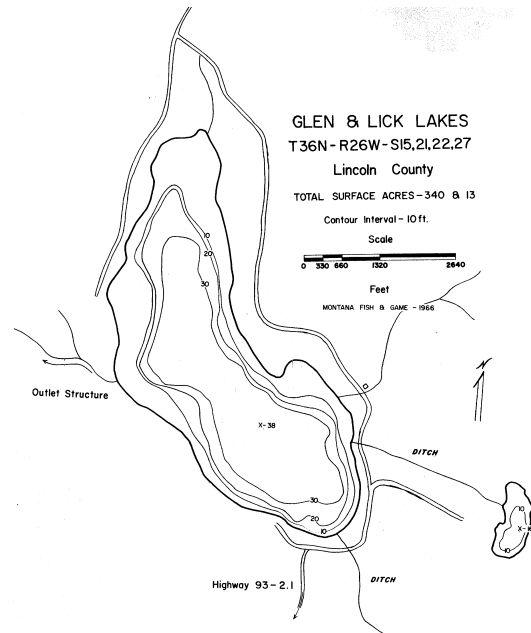 GLEN & LICK LAKES
T36N - R26W - S15,21,22,27
Lincoln County
TOTAL SURFACE ACRES - 340 & 13
Contour Interval - 10 ft.
Scale
0 330 660 1320 2640
Feet
MONTANA FISH & GAME - 1966
10
20
30
N
Outlet Structure
X-38
DITCH
30
20
10
10
10
Highway 93 - 2.1
DITCH